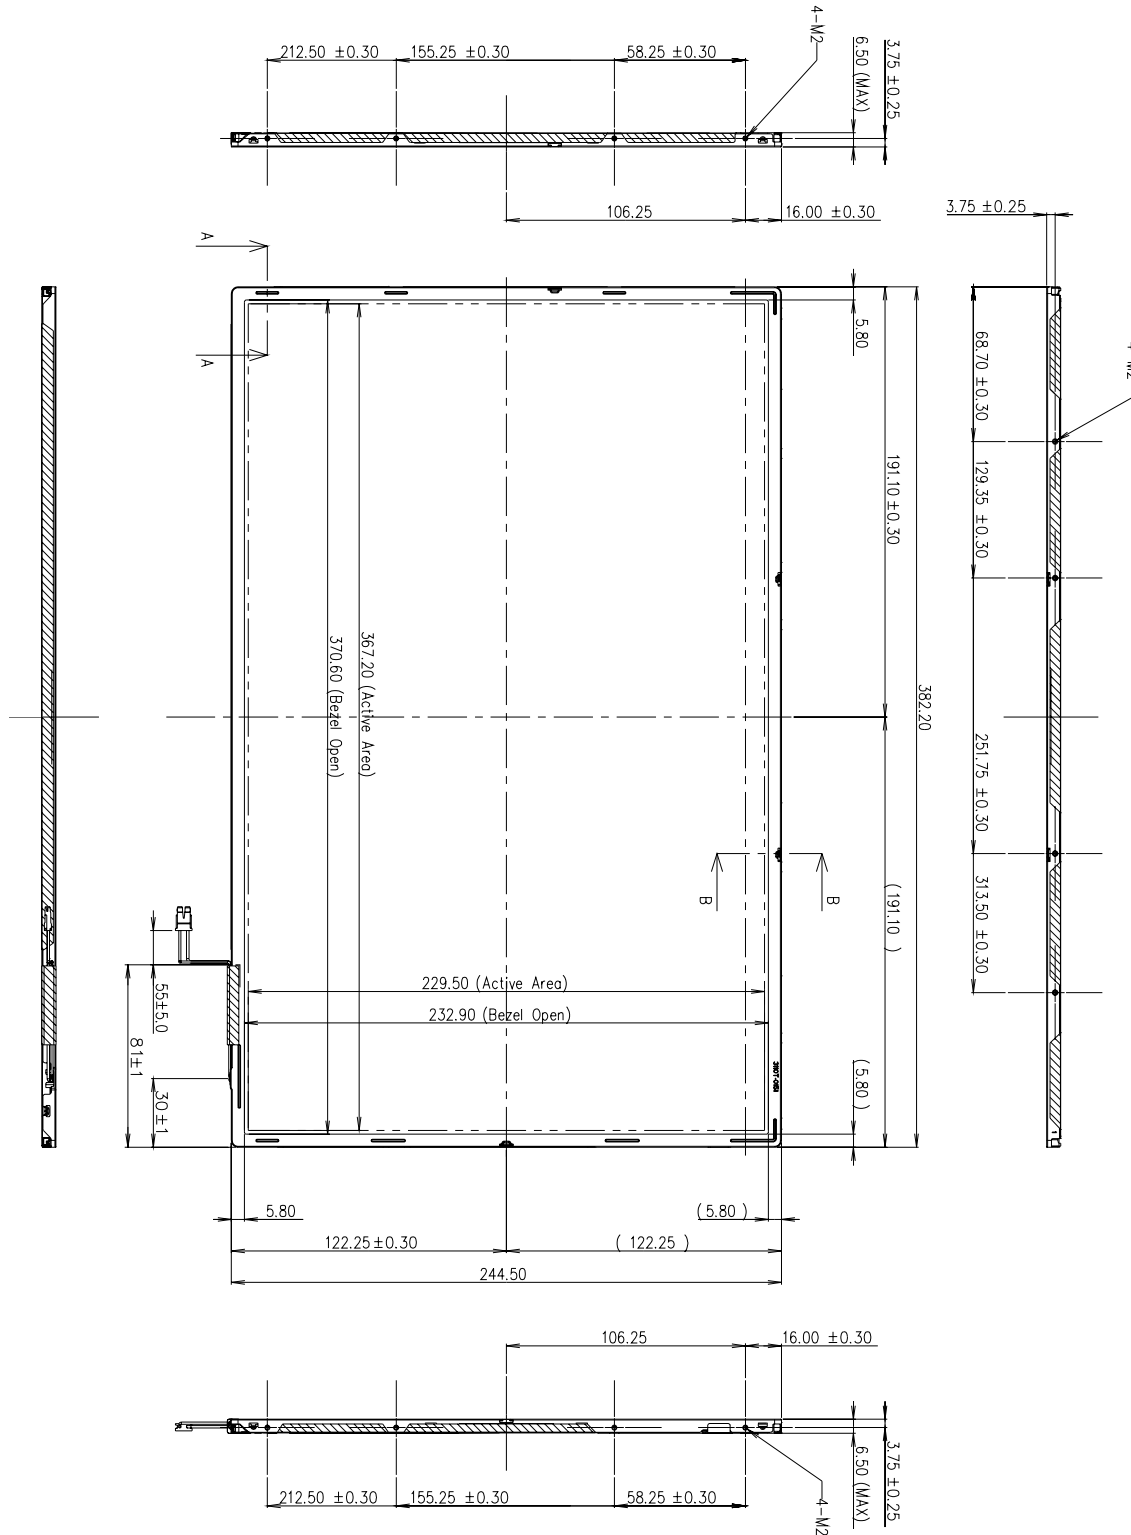 4-M2
212.50 ±0.30
155.25 ±0.30
58.25 ±0.30
6.50 (MAX)
3.75 ±0.25
106.25
16.00 ±0.30
3.75 ±0.25
A
A
5.80
68.70 ±0.30
4-M2
129.35 ±0.30
191.10 ±0.30
382.20
370.60 (Bezel Open)
367.20 (Active Area)
251.75 ±0.30
B
B
(191.10 )
313.50 ±0.30
229.50 (Active Area)
232.90 (Bezel Open)
55±5.0
81±1
30±1
( 5.80 )
5.80
( 5.80 )
122.25±0.30
( 122.25 )
244.50
106.25
16.00 ±0.30
212.50 ±0.30
155.25 ±0.30
58.25 ±0.30
4-M2
6.50 (MAX)
3.75 ±0.25